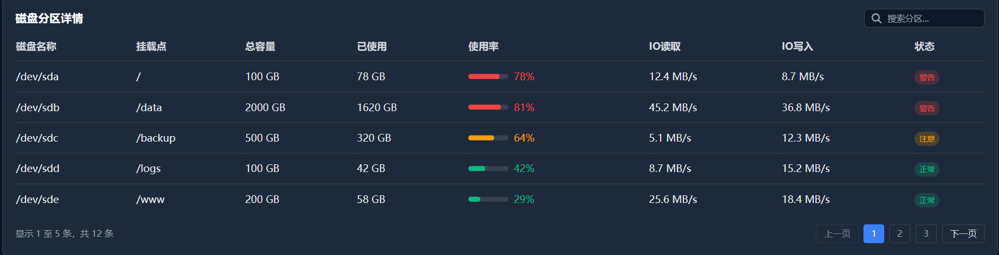 磁盘分区详情 搜索分区...
磁盘名称 挂载点 总容量 已使用 使用率 IO读取 IO写入 状态
/dev/sda / 100 GB 78 GB 78% 12.4 MB/s 8.7 MB/s 警告
/dev/sdb /data 2000 GB 1620 GB 81% 45.2 MB/s 36.8 MB/s 警告
/dev/sdc /backup 500 GB 320 GB 64% 5.1 MB/s 12.3 MB/s 注意
/dev/sdd /logs 100 GB 42 GB 42% 8.7 MB/s 15.2 MB/s 正常
/dev/sde /www 200 GB 58 GB 29% 25.6 MB/s 18.4 MB/s 正常
显示 1 至 5 条，共 12 条 上一页 1 2 3 下一页